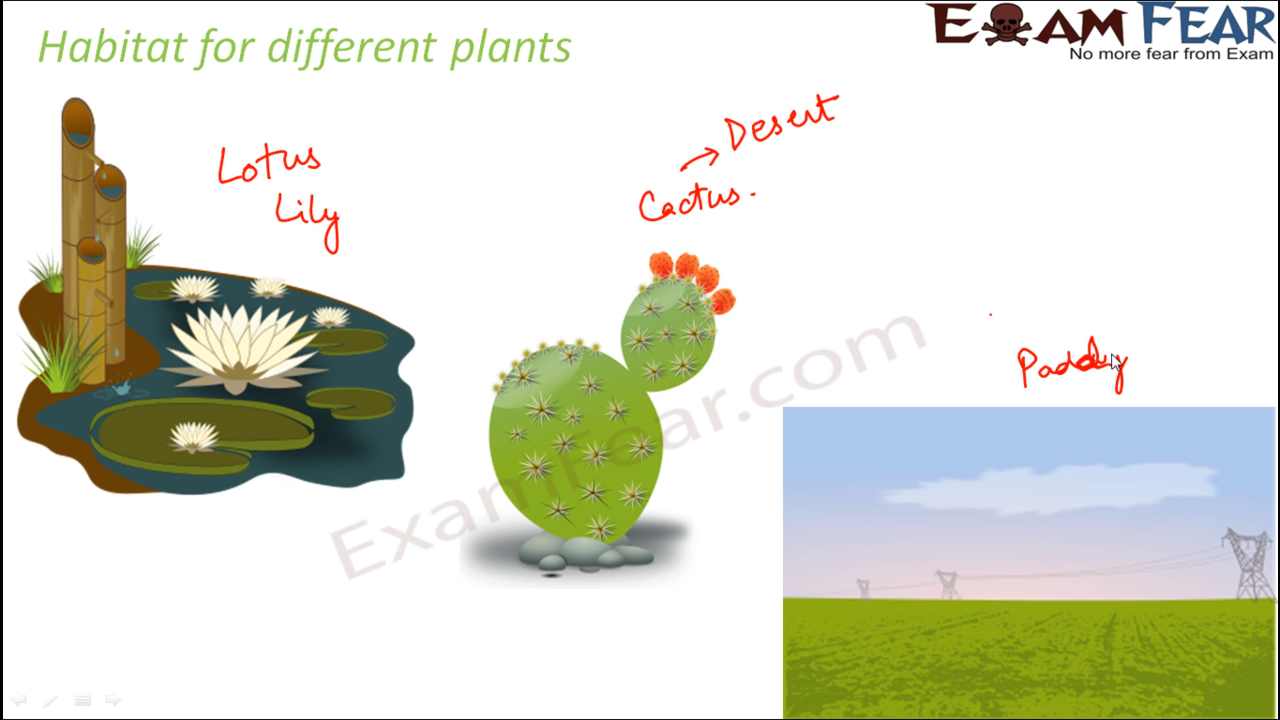 Habitat for different plants
EXAM FEAR
No more fear from Exam
Lotus
Lily
→ Desert
Cactus.
Paddy
ExamFear.com